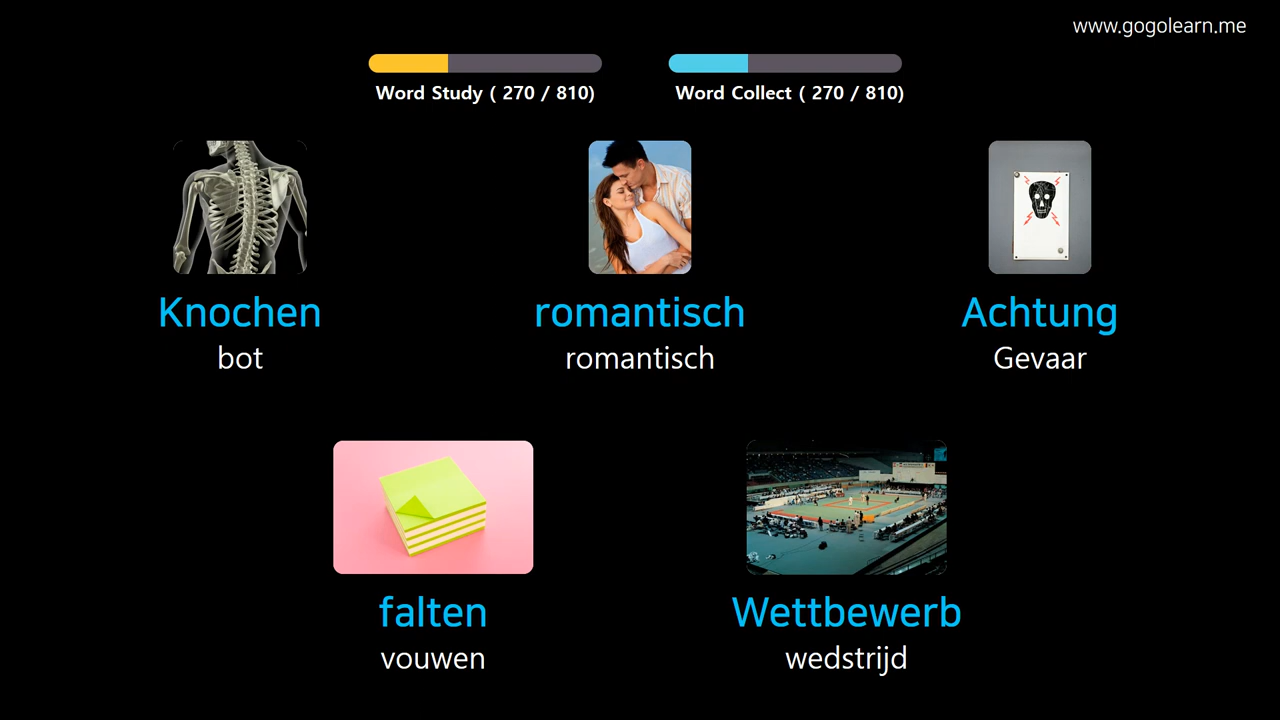 www.gogolearn.me
Word Study ( 270 / 810)
Word Collect ( 270 / 810)
Knochen
bot
romantisch
romantisch
Achtung
Gevaar
falten
vouwen
Wettbewerb
wedstrijd